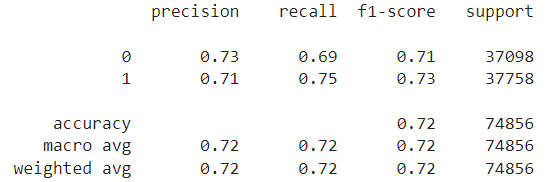 precision recall f1-score support
0 0.73 0.69 0.71 37098
1 0.71 0.75 0.73 37758
accuracy 0.72 74856
macro avg 0.72 0.72 0.72 74856
weighted avg 0.72 0.72 0.72 74856